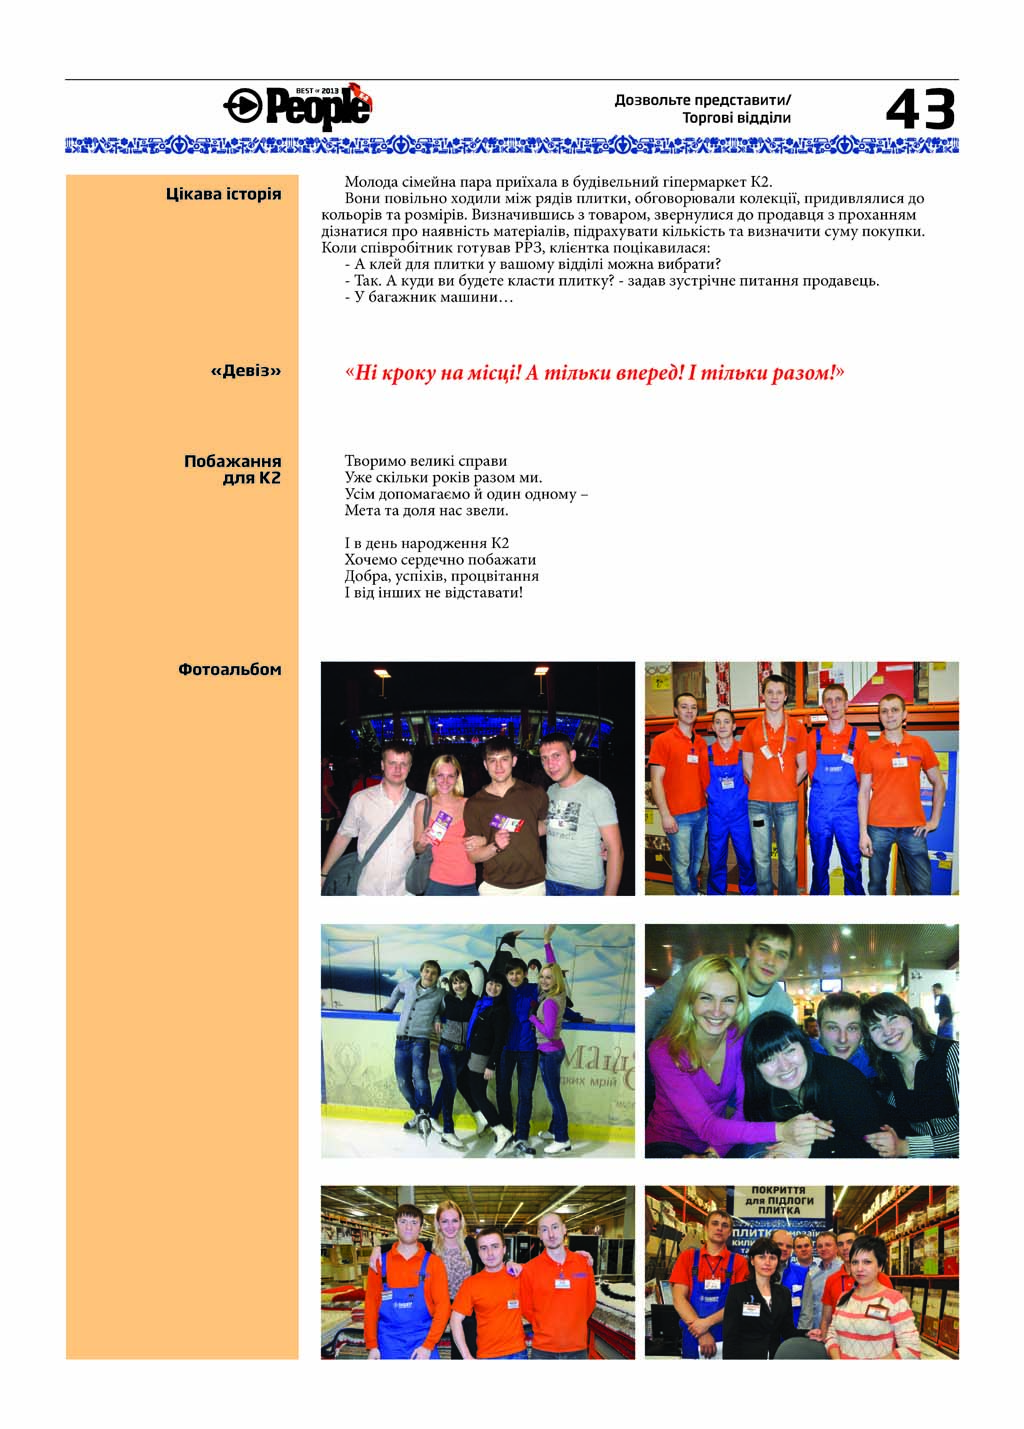 BEST OF 2013
People
Дозвольте представити/
Торгові відділи
43
Цікава історія
Молода сімейна пара приїхала в будівельний гіпермаркет К2.
Вони повільно ходили між рядів плитки, обговорювали колекції, придивлялися до
кольорів та розмірів. Визначившись з товаром, звернулися до продавця з проханням
дізнатися про наявність матеріалів, підрахувати кількість та визначити суму покупки.
Коли співробітник готував РРЗ, клієнтка поцікавилася:
- А клей для плитки у вашому відділі можна вибрати?
- Так. А куди ви будете класти плитку? - задав зустрічне питання продавець.
- У багажник машини…
«Девіз»
«Ні кроку на місці! А тільки вперед! І тільки разом!»
Побажання
для К2
Творимо великі справи
Уже скільки років разом ми.
Усім допомагаємо й один одному –
Мета та доля нас звели.
І в день народження К2
Хочемо сердечно побажати
Добра, успіхів, процвітання
І від інших не відставати!
Фотоальбом
мрій
ПОКРИТТЯ
для ПІДЛОГИ
ПЛИТКА